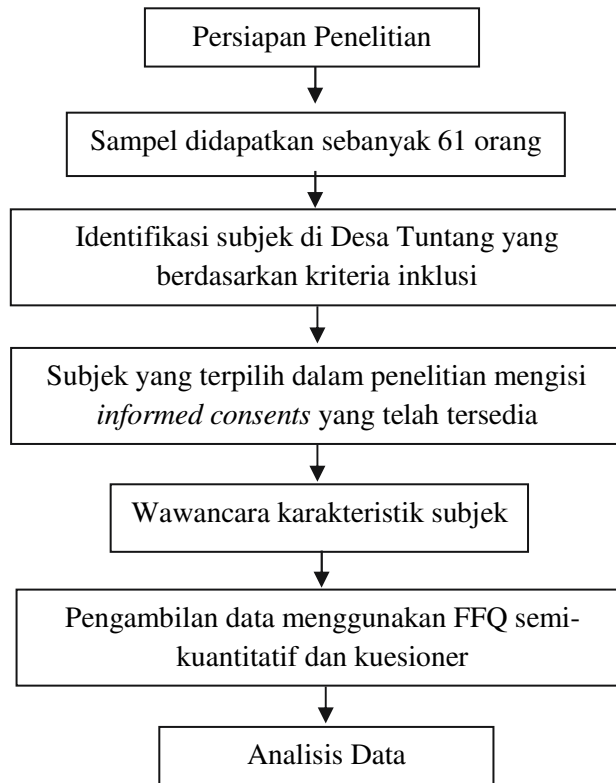 Persiapan Penelitian
Sampel didapatkan sebanyak 61 orang
Identifikasi subjek di Desa Tuntang yang
berdasarkan kriteria inklusi
Subjek yang terpilih dalam penelitian mengisi
informed consents yang telah tersedia
Wawancara karakteristik subjek
Pengambilan data menggunakan FFQ semi-
kuantitatif dan kuesioner
Analisis Data